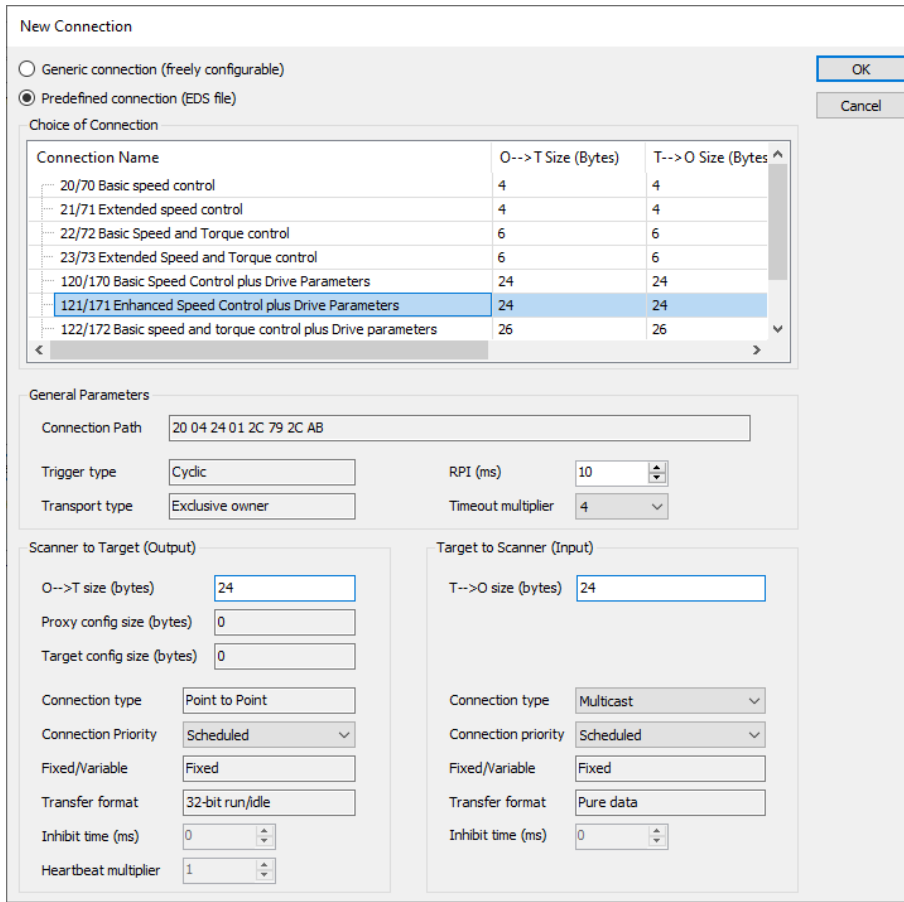 New Connection
Generic connection (freely configurable)
OK
Predefined connection (EDS file)
Cancel
Choice of Connection
Connection Name O-->T Size (Bytes) T-->O Size (Bytes
20/70 Basic speed control 4 4
21/71 Extended speed control 4 4
22/72 Basic Speed and Torque control 6 6
23/73 Extended Speed and Torque control 6 6
120/170 Basic Speed Control plus Drive Parameters 24 24
121/171 Enhanced Speed Control plus Drive Parameters 24 24
122/172 Basic speed and torque control plus Drive parameters 26 26
General Parameters
Connection Path 20 04 24 01 2C 79 2C AB
Trigger type Cyclic RPI (ms) 10
Transport type Exclusive owner Timeout multiplier 4
Scanner to Target (Output)
O-->T size (bytes) 24
Proxy config size (bytes) 0
Target config size (bytes) 0
Connection type Point to Point
Connection Priority Scheduled
Fixed/Variable Fixed
Transfer format 32-bit run/idle
Inhibit time (ms) 0
Heartbeat multiplier 1
Target to Scanner (Input)
T-->O size (bytes) 24
Connection type Multicast
Connection priority Scheduled
Fixed/Variable Fixed
Transfer format Pure data
Inhibit time (ms) 0